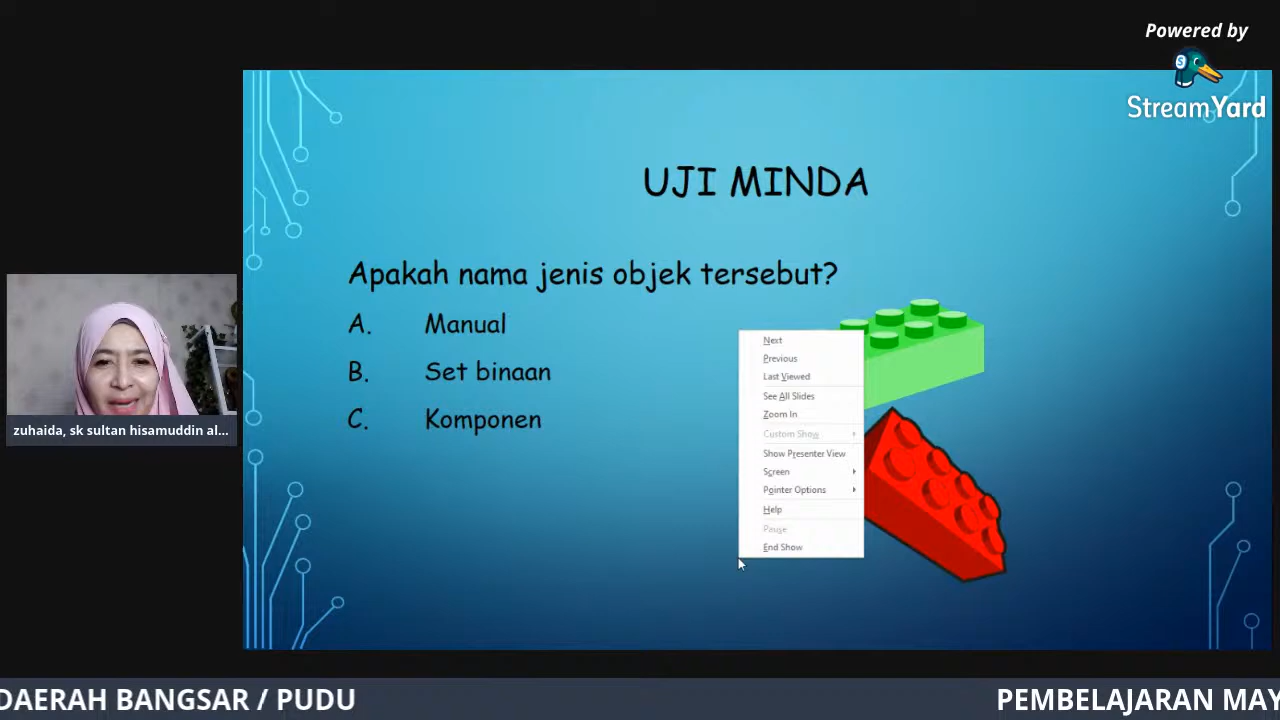 Powered by
StreamYard
UJI MINDA
Apakah nama jenis objek tersebut?
A. Manual
B. Set binaan
C. Komponen
Next
Previous
Last Viewed
See All Slides
Zoom In
Custom Show
Show Presenter View
Screen
Pointer Options
Help
Pause
End Show
zuhaida, sk sultan hisamuddin al...
DAERAH BANGSAR / PUDU
PEMBELAJARAN MAY